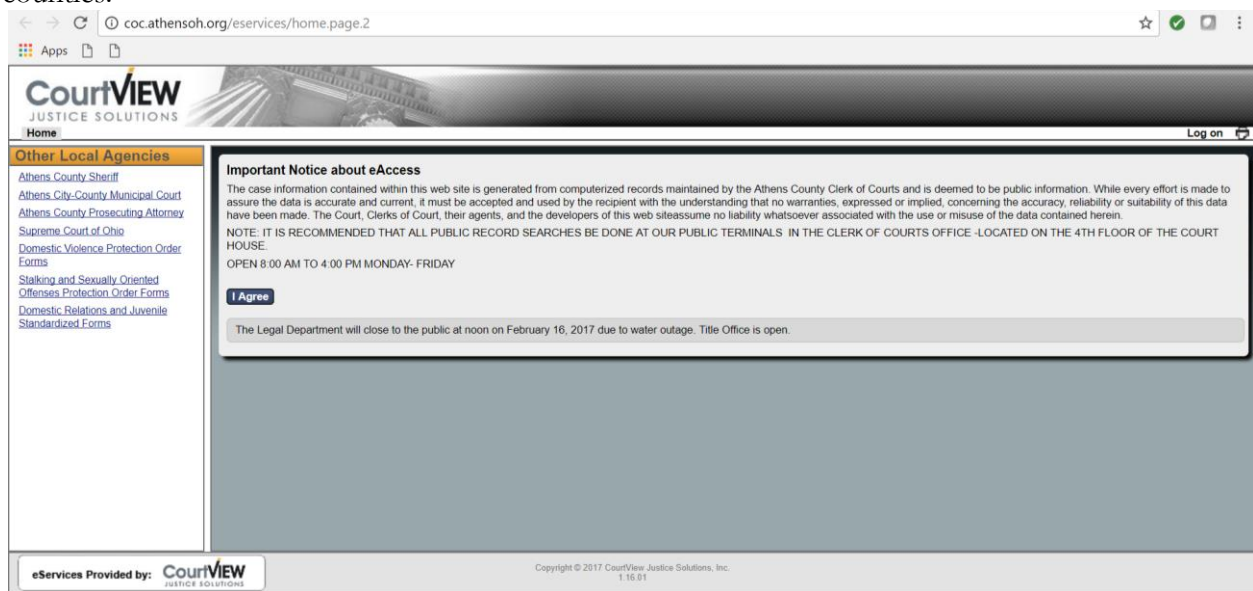 counties.
coc.athensoh.org/eservices/home.page.2
Apps
CourtVIEW
JUSTICE SOLUTIONS
Home
Log on
Other Local Agencies
Athens County Sheriff
Athens City-County Municipal Court
Athens County Prosecuting Attorney
Supreme Court of Ohio
Domestic Violence Protection Order
Forms
Stalking and Sexually Oriented
Offenses Protection Order Forms
Domestic Relations and Juvenile
Standardized Forms
Important Notice about eAccess
The case information contained within this web site is generated from computerized records maintained by the Athens County Clerk of Courts and is deemed to be public information. While every effort is made to
assure the data is accurate and current, it must be accepted and used by the recipient with the understanding that no warranties, expressed or implied, concerning the accuracy, reliability or suitability of this data
have been made. The Court, Clerks of Court, their agents, and the developers of this web siteassume no liability whatsoever associated with the use or misuse of the data contained herein.
NOTE: IT IS RECOMMENDED THAT ALL PUBLIC RECORD SEARCHES BE DONE AT OUR PUBLIC TERMINALS IN THE CLERK OF COURTS OFFICE -LOCATED ON THE 4TH FLOOR OF THE COURT
HOUSE.
OPEN 8:00 AM TO 4:00 PM MONDAY- FRIDAY
I Agree
The Legal Department will close to the public at noon on February 16, 2017 due to water outage. Title Office is open.
eServices Provided by:
CourtVIEW
JUSTICE SOLUTIONS
Copyright © 2017 CourtView Justice Solutions, Inc.
1.16.01